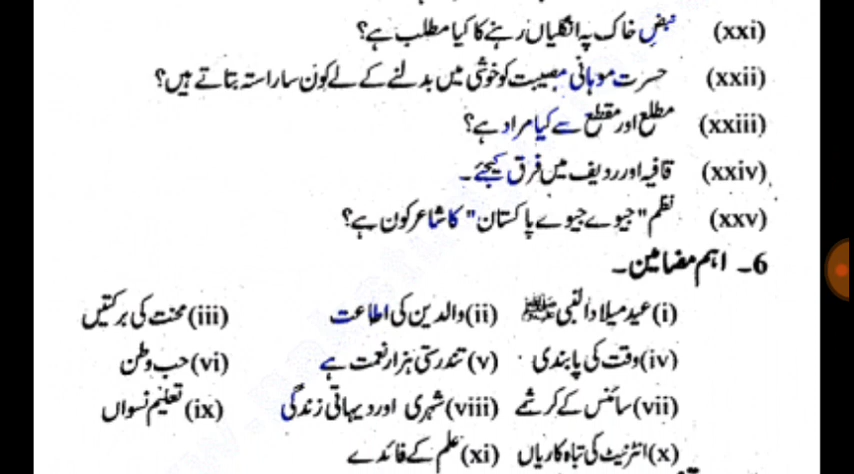 (xxi) نبضِ خاک پہ انگلیاں رہنے کا کیا مطلب ہے؟
(xxii) حسرت موہانی مصیبت کو خوشی میں بدلنے کے لے کون سا راستہ بتاتے ہیں؟
(xxiii) مطلع اور مقطع سے کیا مراد ہے؟
(xxiv) قافیہ اور ردیف میں فرق کیجئے۔
(xxv) نظم "جیوے جیوے پاکستان" کا شاعر کون ہے؟
6۔ اہم مضامین۔
(i) عید میلاد النبی ﷺ (ii) والدین کی اطاعت (iii) محنت کی برکتیں
(iv) وقت کی پابندی (v) تندرستی ہزار نعمت ہے (vi) حب وطن
(vii) سائنس کے کرشمے (viii) شہری اور دیہاتی زندگی (ix) تعلیم نسواں
(x) انٹرنیٹ کی تباہ کاریاں (xi) علم کے فائدے